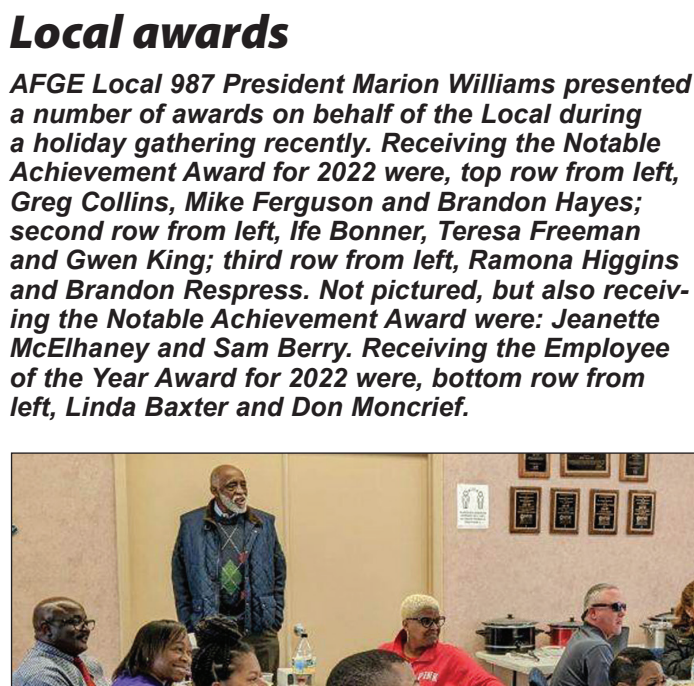 Local awards
AFGE Local 987 President Marion Williams presented
a number of awards on behalf of the Local during
a holiday gathering recently. Receiving the Notable
Achievement Award for 2022 were, top row from left,
Greg Collins, Mike Ferguson and Brandon Hayes;
second row from left, Ife Bonner, Teresa Freeman
and Gwen King; third row from left, Ramona Higgins
and Brandon Respress. Not pictured, but also receiv-
ing the Notable Achievement Award were: Jeanette
McElhaney and Sam Berry. Receiving the Employee
of the Year Award for 2022 were, bottom row from
left, Linda Baxter and Don Moncrief.
PINK